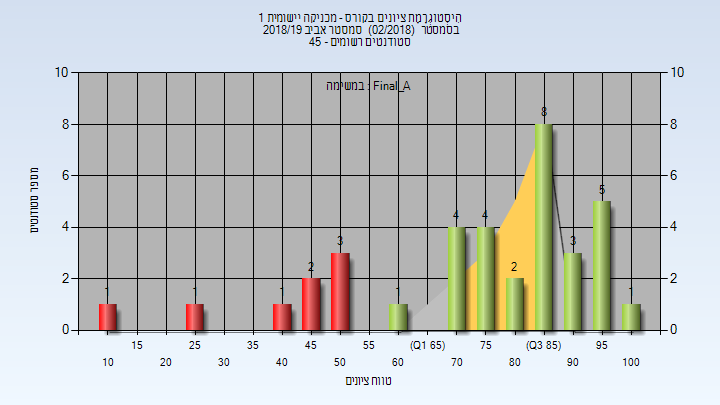 היסטוגרמת ציונים בקורס - מכניקה יישומית 1
בסמסטר (02/2018) סמסטר אביב 2018/19
סטודנטים רשומים - 45
במשימה : Final_A
מספר סטודנטים
10 10
8 8
6 6
4 4
2 2
0 0
1 1 1 2 3 1 4 4 2 8 3 5 1
15 25 35 45 55 (Q1 65) 75 (Q3 85) 95
10 20 30 40 50 60 70 80 90 100
טווח ציונים